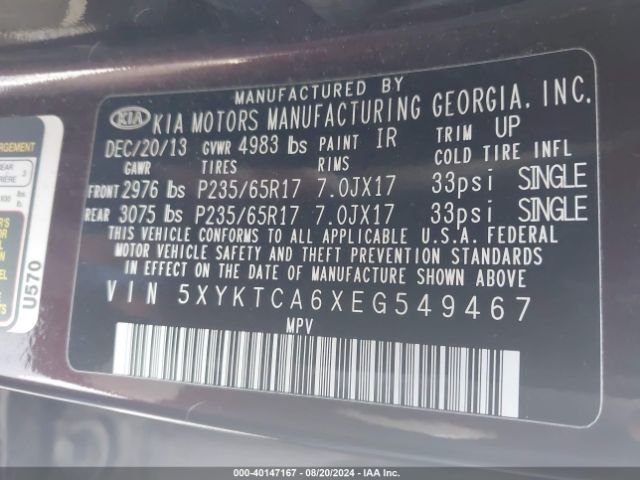 MANUFACTURED BY
KIA KIA MOTORS MANUFACTURING GEORGIA, INC.
DEC/20/13 GVWR 4983 lbs PAINT IR TRIM UP
GAWR TIRES RIMS COLD TIRE INFL
FRONT 2976 lbs P235/65R17 7.0JX17 33psi SINGLE
REAR 3075 lbs P235/65R17 7.0JX17 33psi SINGLE
THIS VEHICLE CONFORMS TO ALL APPLICABLE U.S.A. FEDERAL
MOTOR VEHICLE SAFETY AND THEFT PREVENTION STANDARDS
IN EFFECT ON THE DATE OF MANUFACTURE SHOWN ABOVE.
VIN 5XYKTCA6XEG549467
MPV
U570
000-40147167 - 08/20/2024 - IAA Inc.